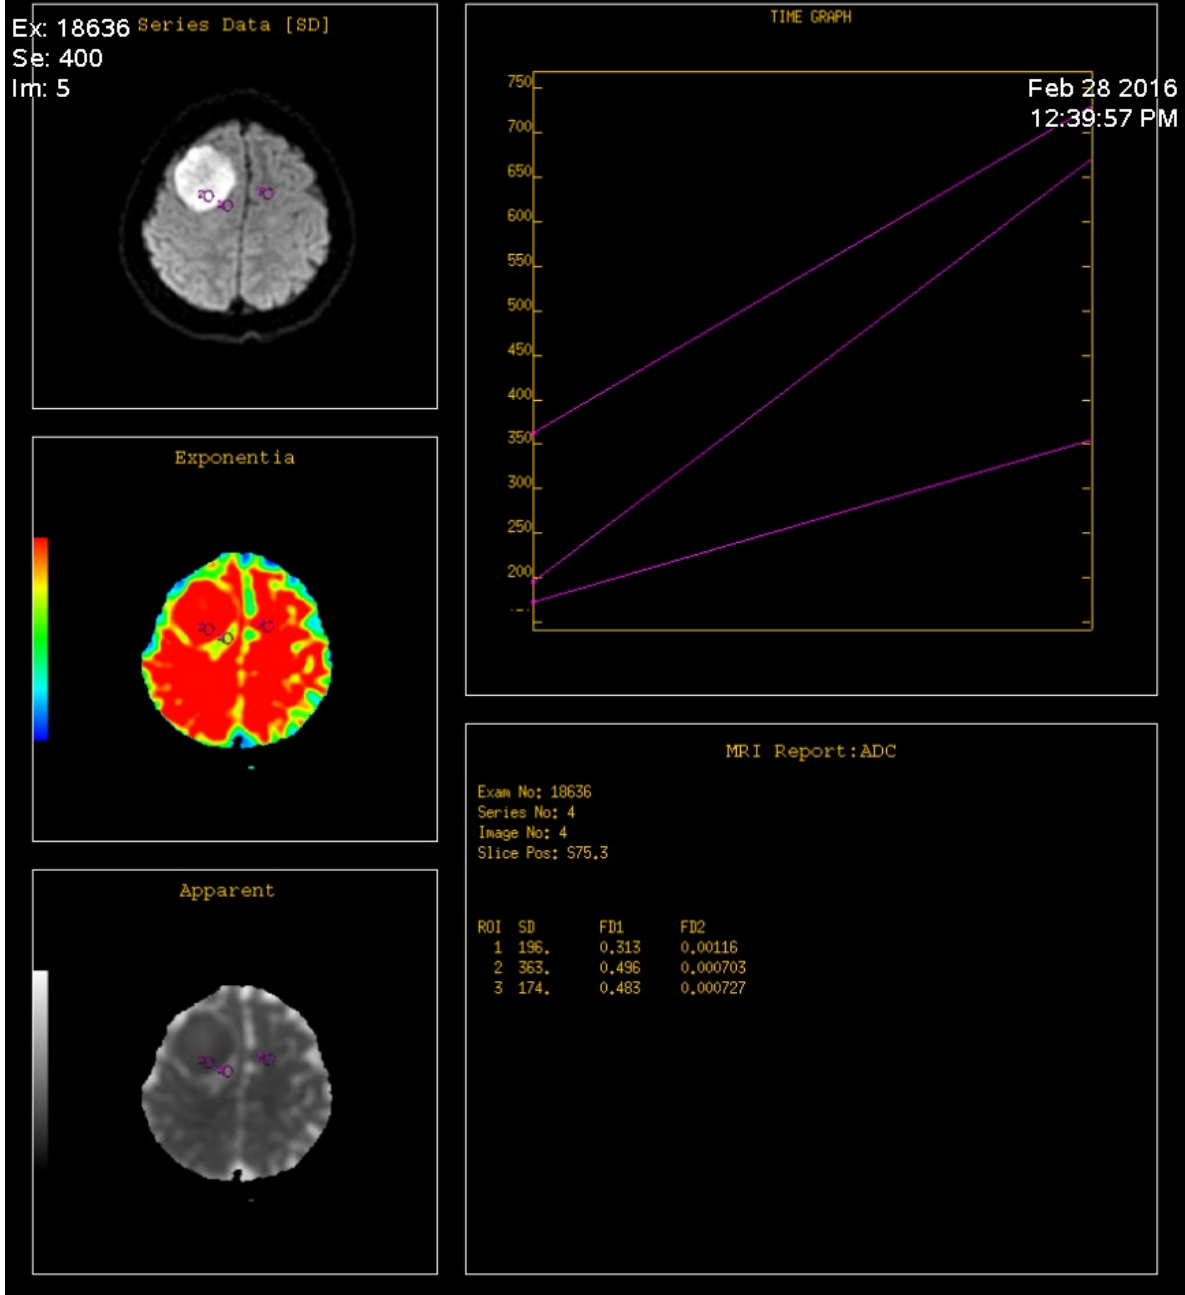 Ex: 18636
Se: 400
Im: 5
Series Data [SD]
TIME GRAPH
Feb 28 2016
12:39:57 PM
750
700
650
600
550
500
450
400
350
300
250
200
Exponentia
Apparent
MRI Report:ADC
Exam No: 18636
Series No: 4
Image No: 4
Slice Pos: S75.3
ROI SD FD1 FD2
1 196. 0.313 0.00116
2 363. 0.496 0.000703
3 174. 0.483 0.000727